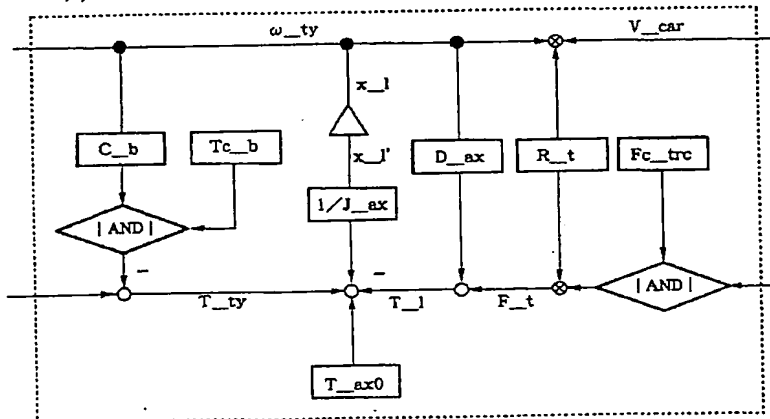 ω__ty
V__car
x__l
C__b
Tc__b
x__l'
D__ax
R__t
Fc__trc
1／J__ax
| AND |
−
−
| AND |
T__ty
T__l
F__t
T__ax0